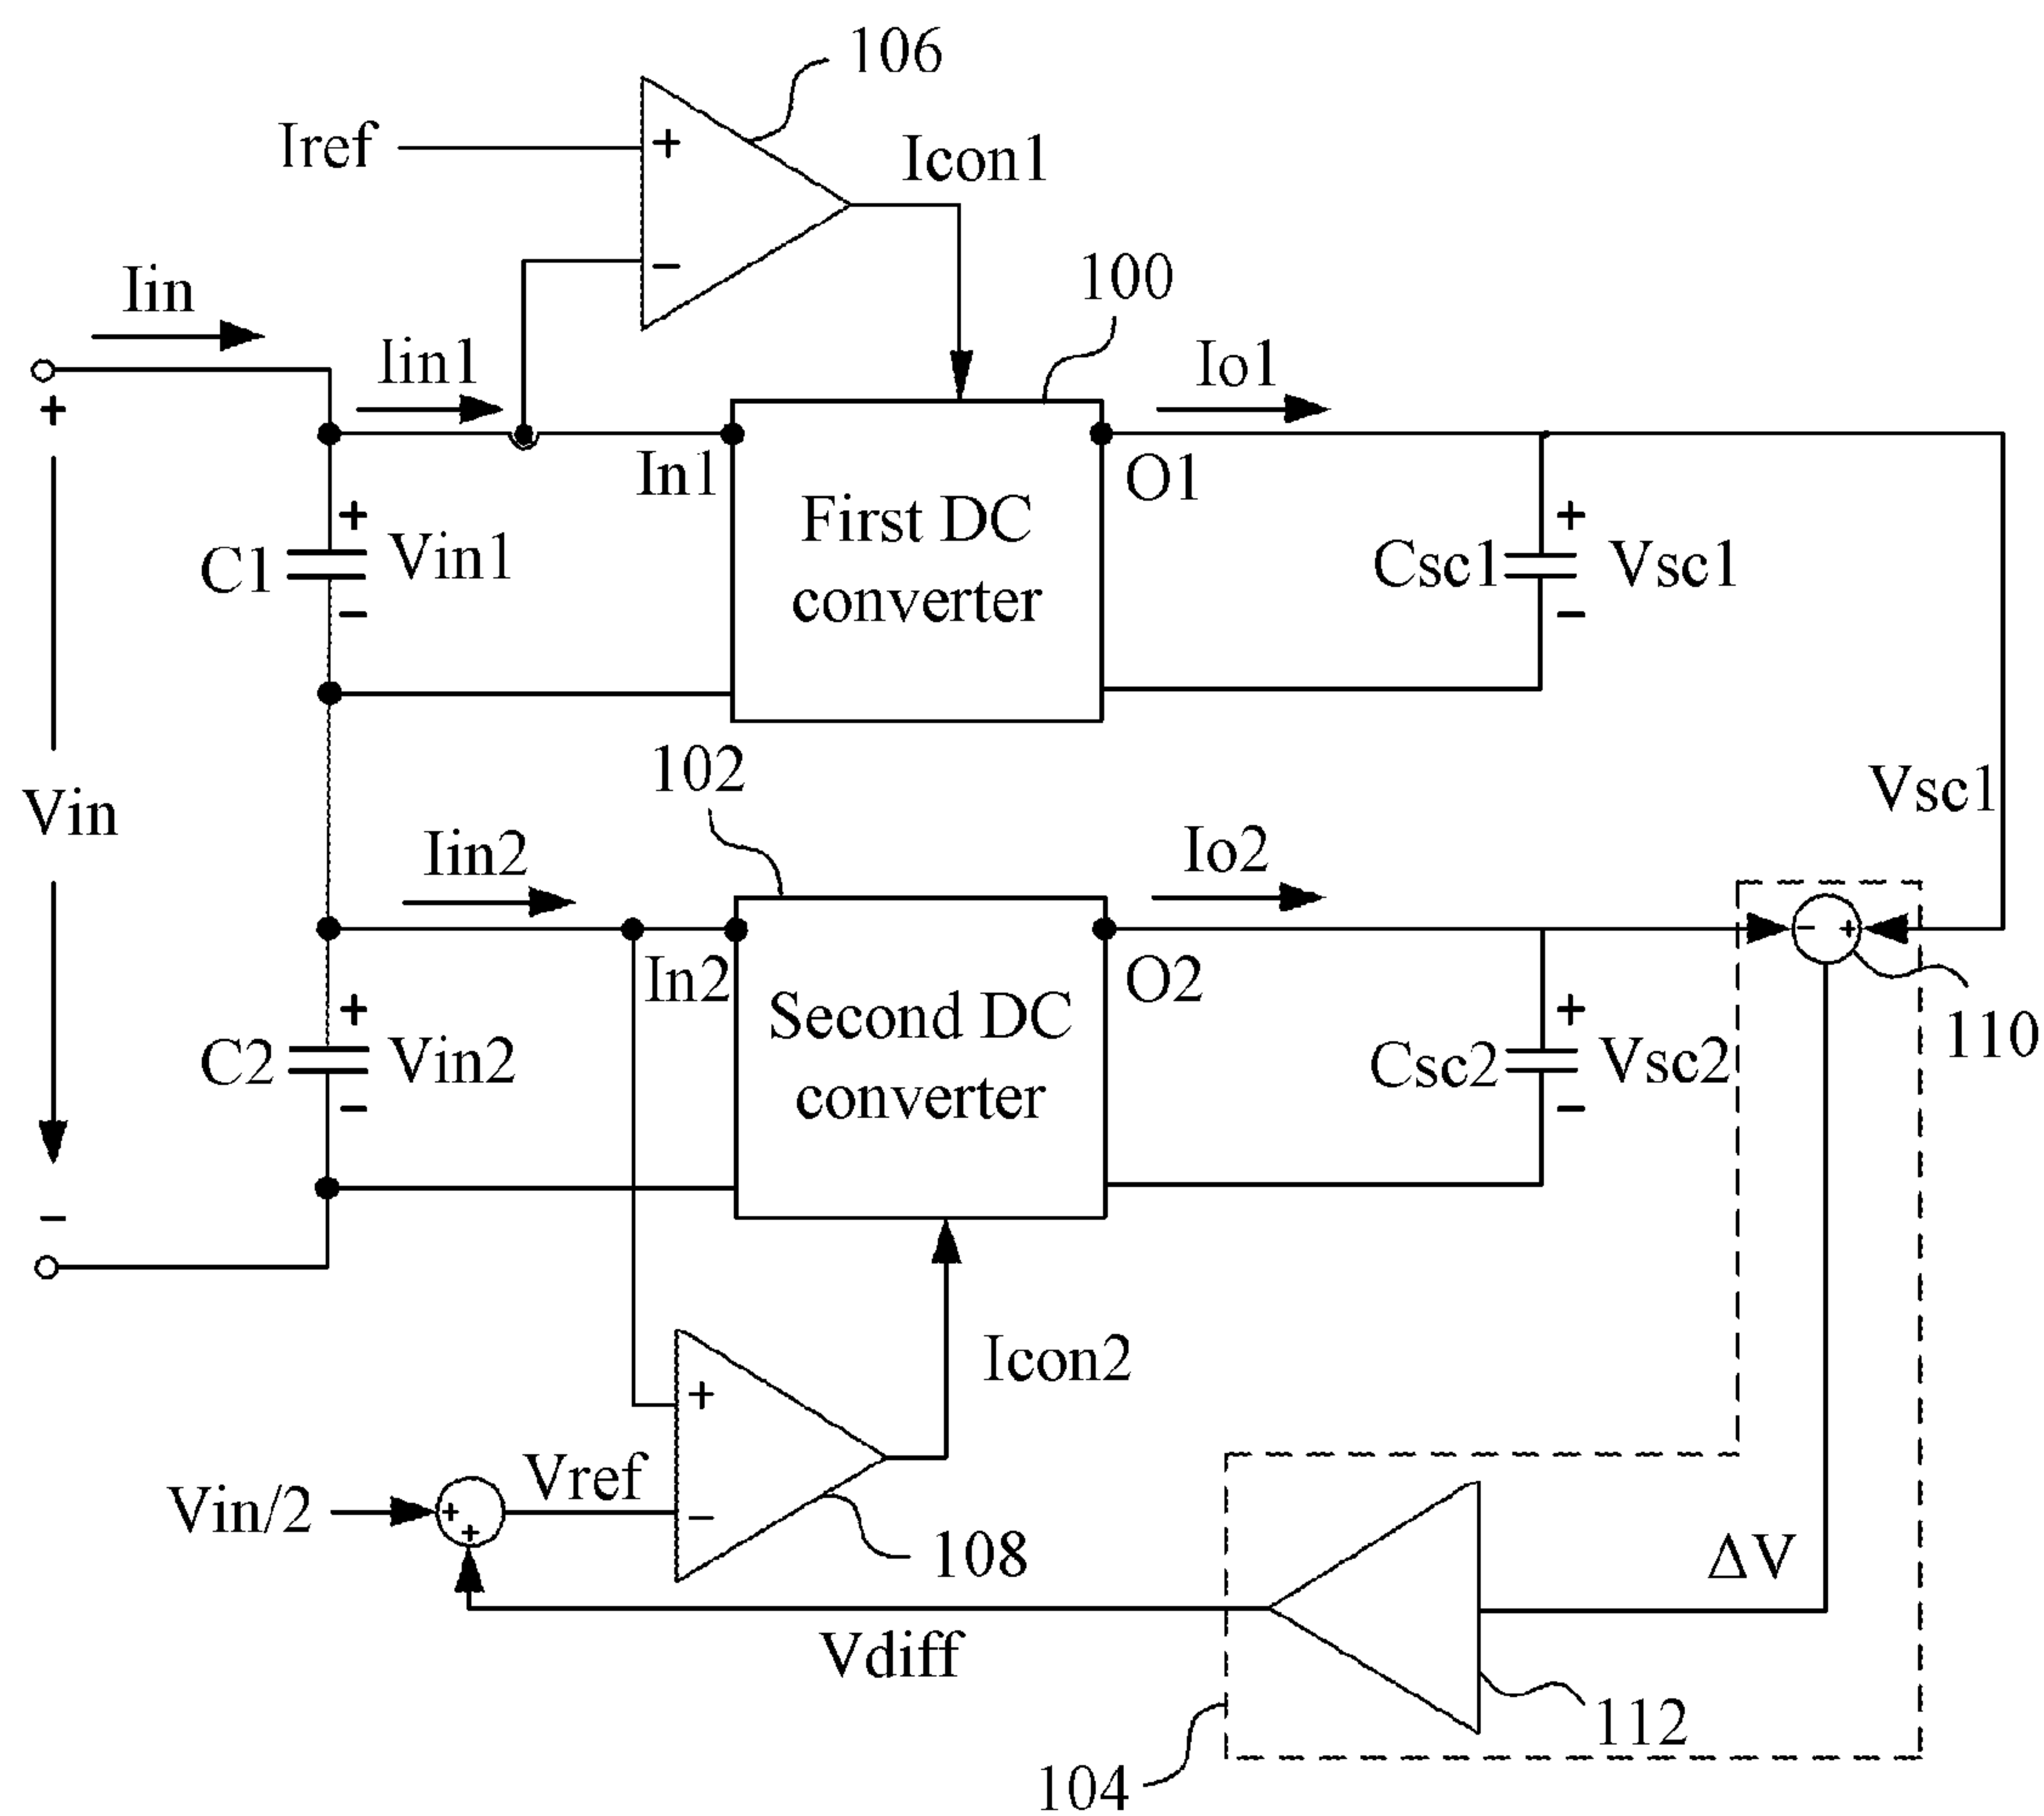 106
Iref
+
Icon1
−
100
Iin
Iin1
Io1
+
In1
O1
First DC
converter
+
C1
Vin1
−
+
Csc1
Vsc1
−
102
Vsc1
Vin
Iin2
Io2
In2
O2
Second DC
converter
−
+
110
+
C2
Vin2
−
+
Csc2
Vsc2
−
−
Icon2
+
Vref
Vin/2
+
+
−
108
ΔV
Vdiff
112
104